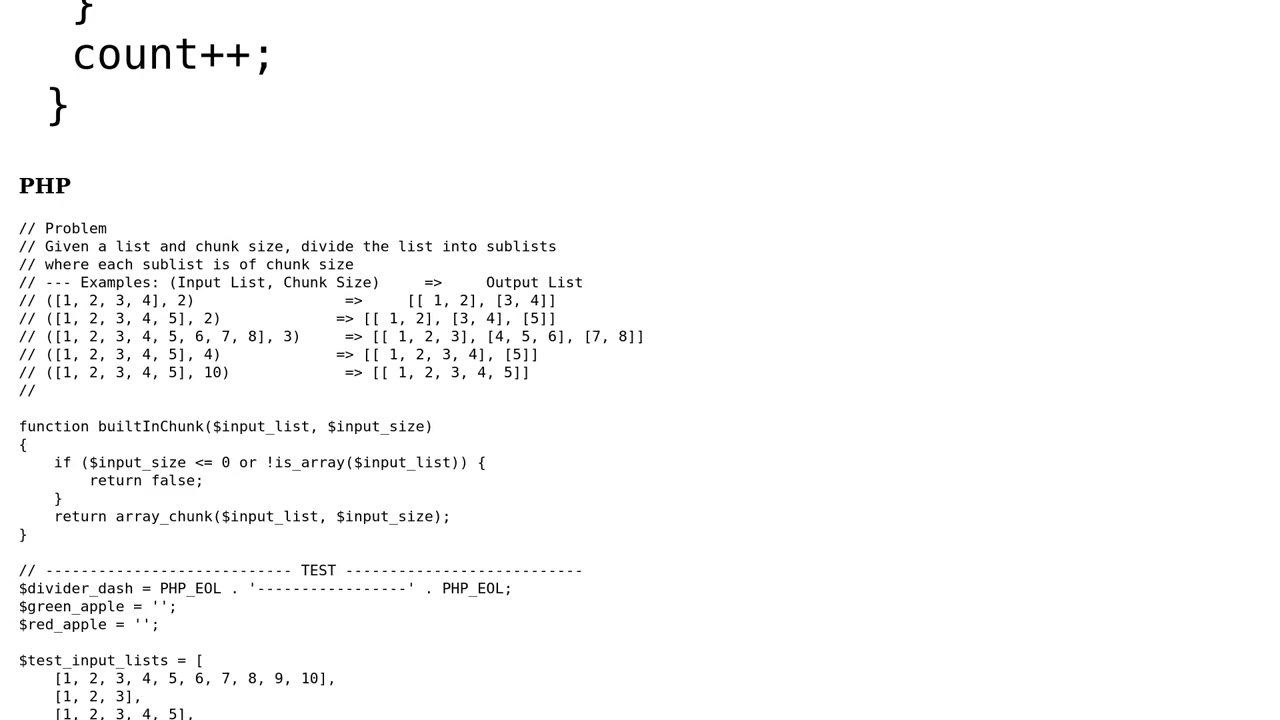 }
count++;
}
PHP
// Problem
// Given a list and chunk size, divide the list into sublists
// where each sublist is of chunk size
// --- Examples: (Input List, Chunk Size)     =>     Output List
// ([1, 2, 3, 4], 2)                 =>     [[ 1, 2], [3, 4]]
// ([1, 2, 3, 4, 5], 2)             => [[ 1, 2], [3, 4], [5]]
// ([1, 2, 3, 4, 5, 6, 7, 8], 3)     => [[ 1, 2, 3], [4, 5, 6], [7, 8]]
// ([1, 2, 3, 4, 5], 4)             => [[ 1, 2, 3, 4], [5]]
// ([1, 2, 3, 4, 5], 10)             => [[ 1, 2, 3, 4, 5]]
//
function builtInChunk($input_list, $input_size)
{
    if ($input_size <= 0 or !is_array($input_list)) {
        return false;
    }
    return array_chunk($input_list, $input_size);
}
// ---------------------------- TEST ---------------------------
$divider_dash = PHP_EOL . '-----------------' . PHP_EOL;
$green_apple = '';
$red_apple = '';
$test_input_lists = [
    [1, 2, 3, 4, 5, 6, 7, 8, 9, 10],
    [1, 2, 3],
    [1, 2, 3, 4, 5],